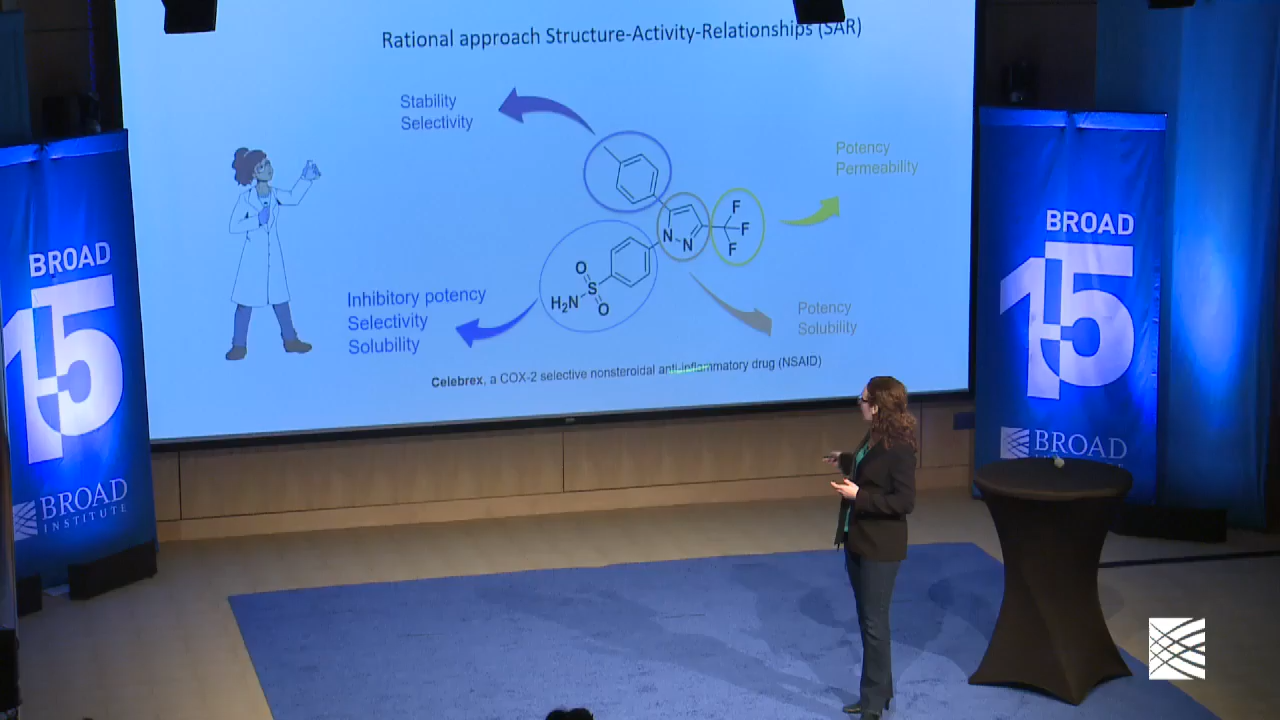 Rational approach Structure-Activity-Relationships (SAR)
Stability
Selectivity
Potency
Permeability
F
F
F
N
N
O
S
O
H₂N
Inhibitory potency
Selectivity
Solubility
Potency
Solubility
Celebrex, a COX-2 selective nonsteroidal anti-inflammatory drug (NSAID)
BROAD
15
BROAD
INSTITUTE
BROAD
15
BROAD